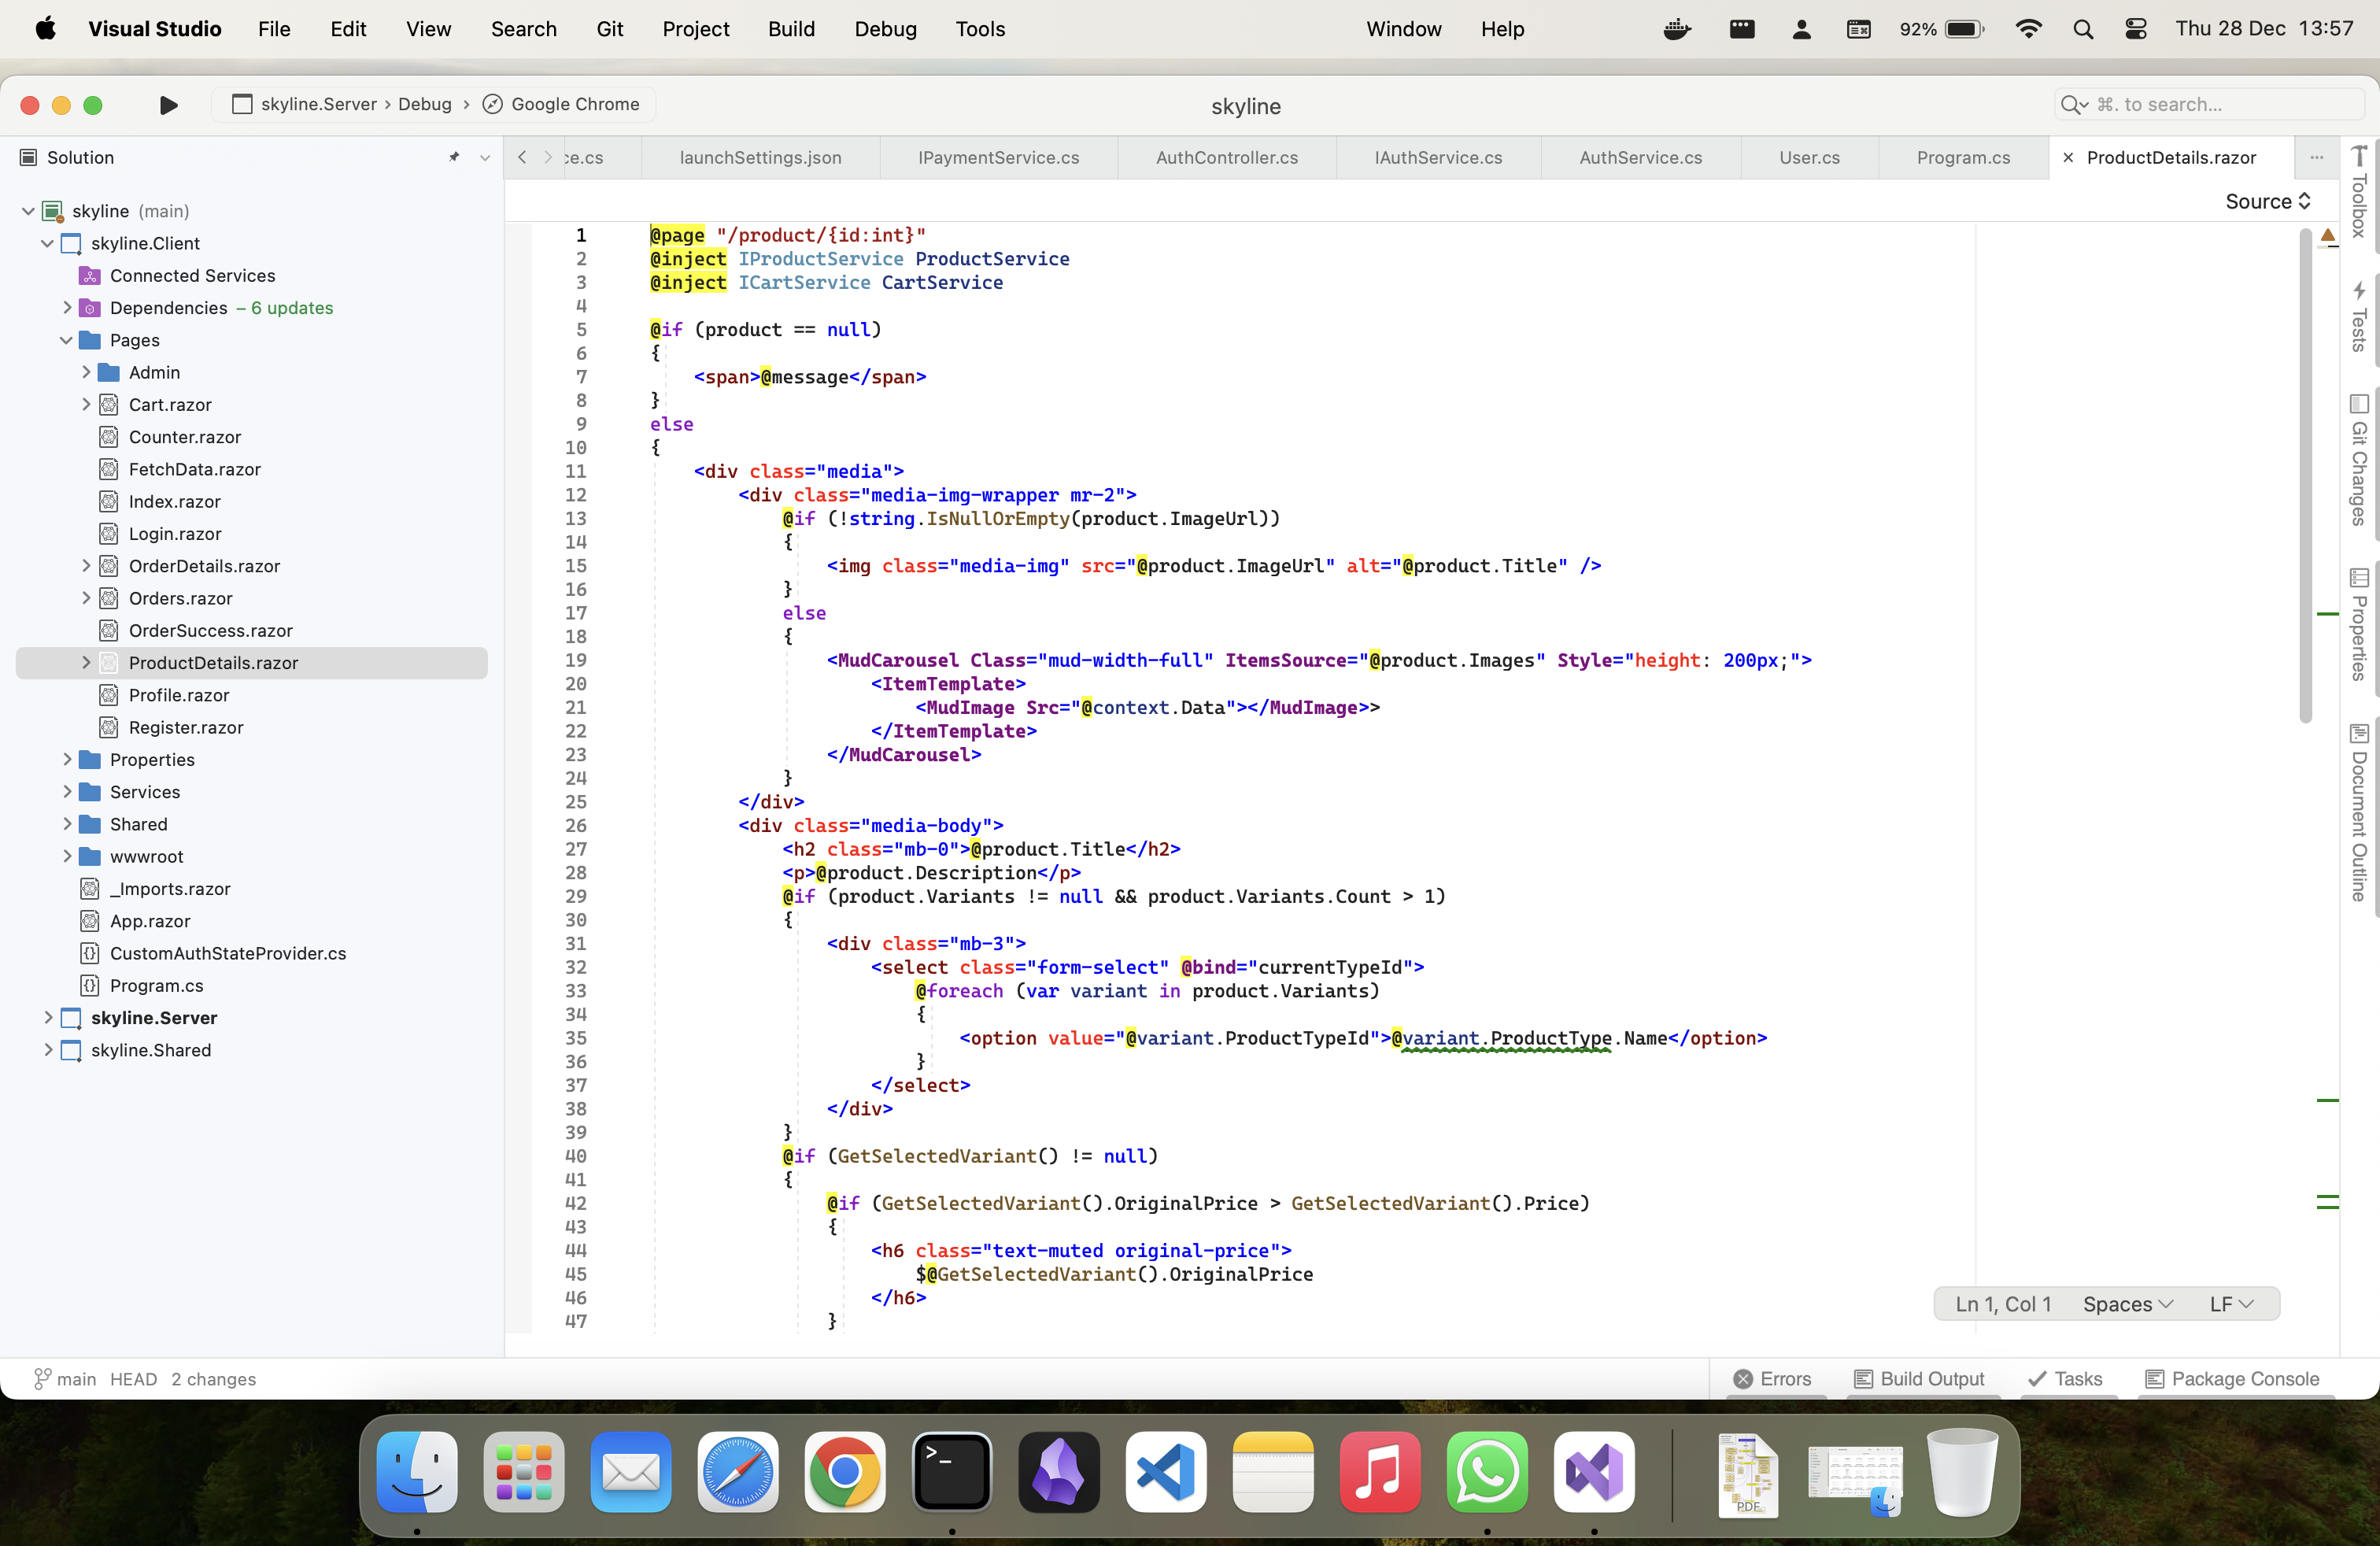 Visual Studio File Edit View Search Git Project Build Debug Tools Window Help 92% Thu 28 Dec 13:57
skyline.Server › Debug › Google Chrome
skyline
⌘. to search...
Solution
ce.cs launchSettings.json IPaymentService.cs AuthController.cs IAuthService.cs AuthService.cs User.cs Program.cs × ProductDetails.razor ...
Source
skyline (main)
skyline.Client
Connected Services
Dependencies – 6 updates
Pages
Admin
Cart.razor
Counter.razor
FetchData.razor
Index.razor
Login.razor
OrderDetails.razor
Orders.razor
OrderSuccess.razor
ProductDetails.razor
Profile.razor
Register.razor
Properties
Services
Shared
wwwroot
_Imports.razor
App.razor
CustomAuthStateProvider.cs
Program.cs
skyline.Server
skyline.Shared
1 @page "/product/{id:int}"
2 @inject IProductService ProductService
3 @inject ICartService CartService
4
5 @if (product == null)
6 {
7 <span>@message</span>
8 }
9 else
10 {
11 <div class="media">
12 <div class="media-img-wrapper mr-2">
13 @if (!string.IsNullOrEmpty(product.ImageUrl))
14 {
15 <img class="media-img" src="@product.ImageUrl" alt="@product.Title" />
16 }
17 else
18 {
19 <MudCarousel Class="mud-width-full" ItemsSource="@product.Images" Style="height: 200px;">
20 <ItemTemplate>
21 <MudImage Src="@context.Data"></MudImage>>
22 </ItemTemplate>
23 </MudCarousel>
24 }
25 </div>
26 <div class="media-body">
27 <h2 class="mb-0">@product.Title</h2>
28 <p>@product.Description</p>
29 @if (product.Variants != null && product.Variants.Count > 1)
30 {
31 <div class="mb-3">
32 <select class="form-select" @bind="currentTypeId">
33 @foreach (var variant in product.Variants)
34 {
35 <option value="@variant.ProductTypeId">@variant.ProductType.Name</option>
36 }
37 </select>
38 </div>
39 }
40 @if (GetSelectedVariant() != null)
41 {
42 @if (GetSelectedVariant().OriginalPrice > GetSelectedVariant().Price)
43 {
44 <h6 class="text-muted original-price">
45 $@GetSelectedVariant().OriginalPrice
46 </h6>
47 }
Toolbox
Tests
Git Changes
Properties
Document Outline
Ln 1, Col 1 Spaces LF
main HEAD 2 changes
Errors Build Output Tasks Package Console
>_
PDF